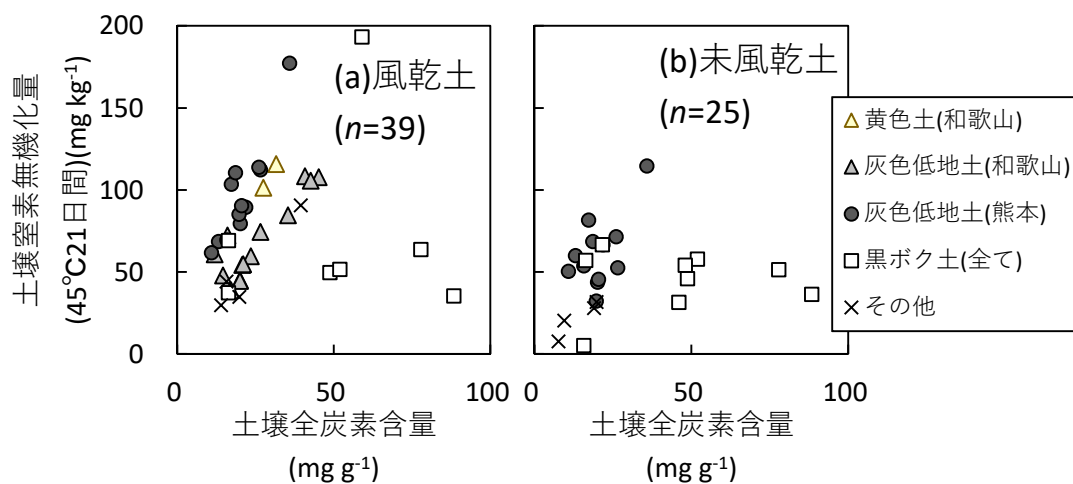 土壌窒素無機化量
(45℃21日間)(mg kg⁻¹)
200
150
100
50
0
(a)風乾土
(n=39)
0
50
100
土壌全炭素含量
(mg g⁻¹)
(b)未風乾土
(n=25)
0
50
100
土壌全炭素含量
(mg g⁻¹)
黄色土(和歌山)
灰色低地土(和歌山)
灰色低地土(熊本)
黒ボク土(全て)
その他